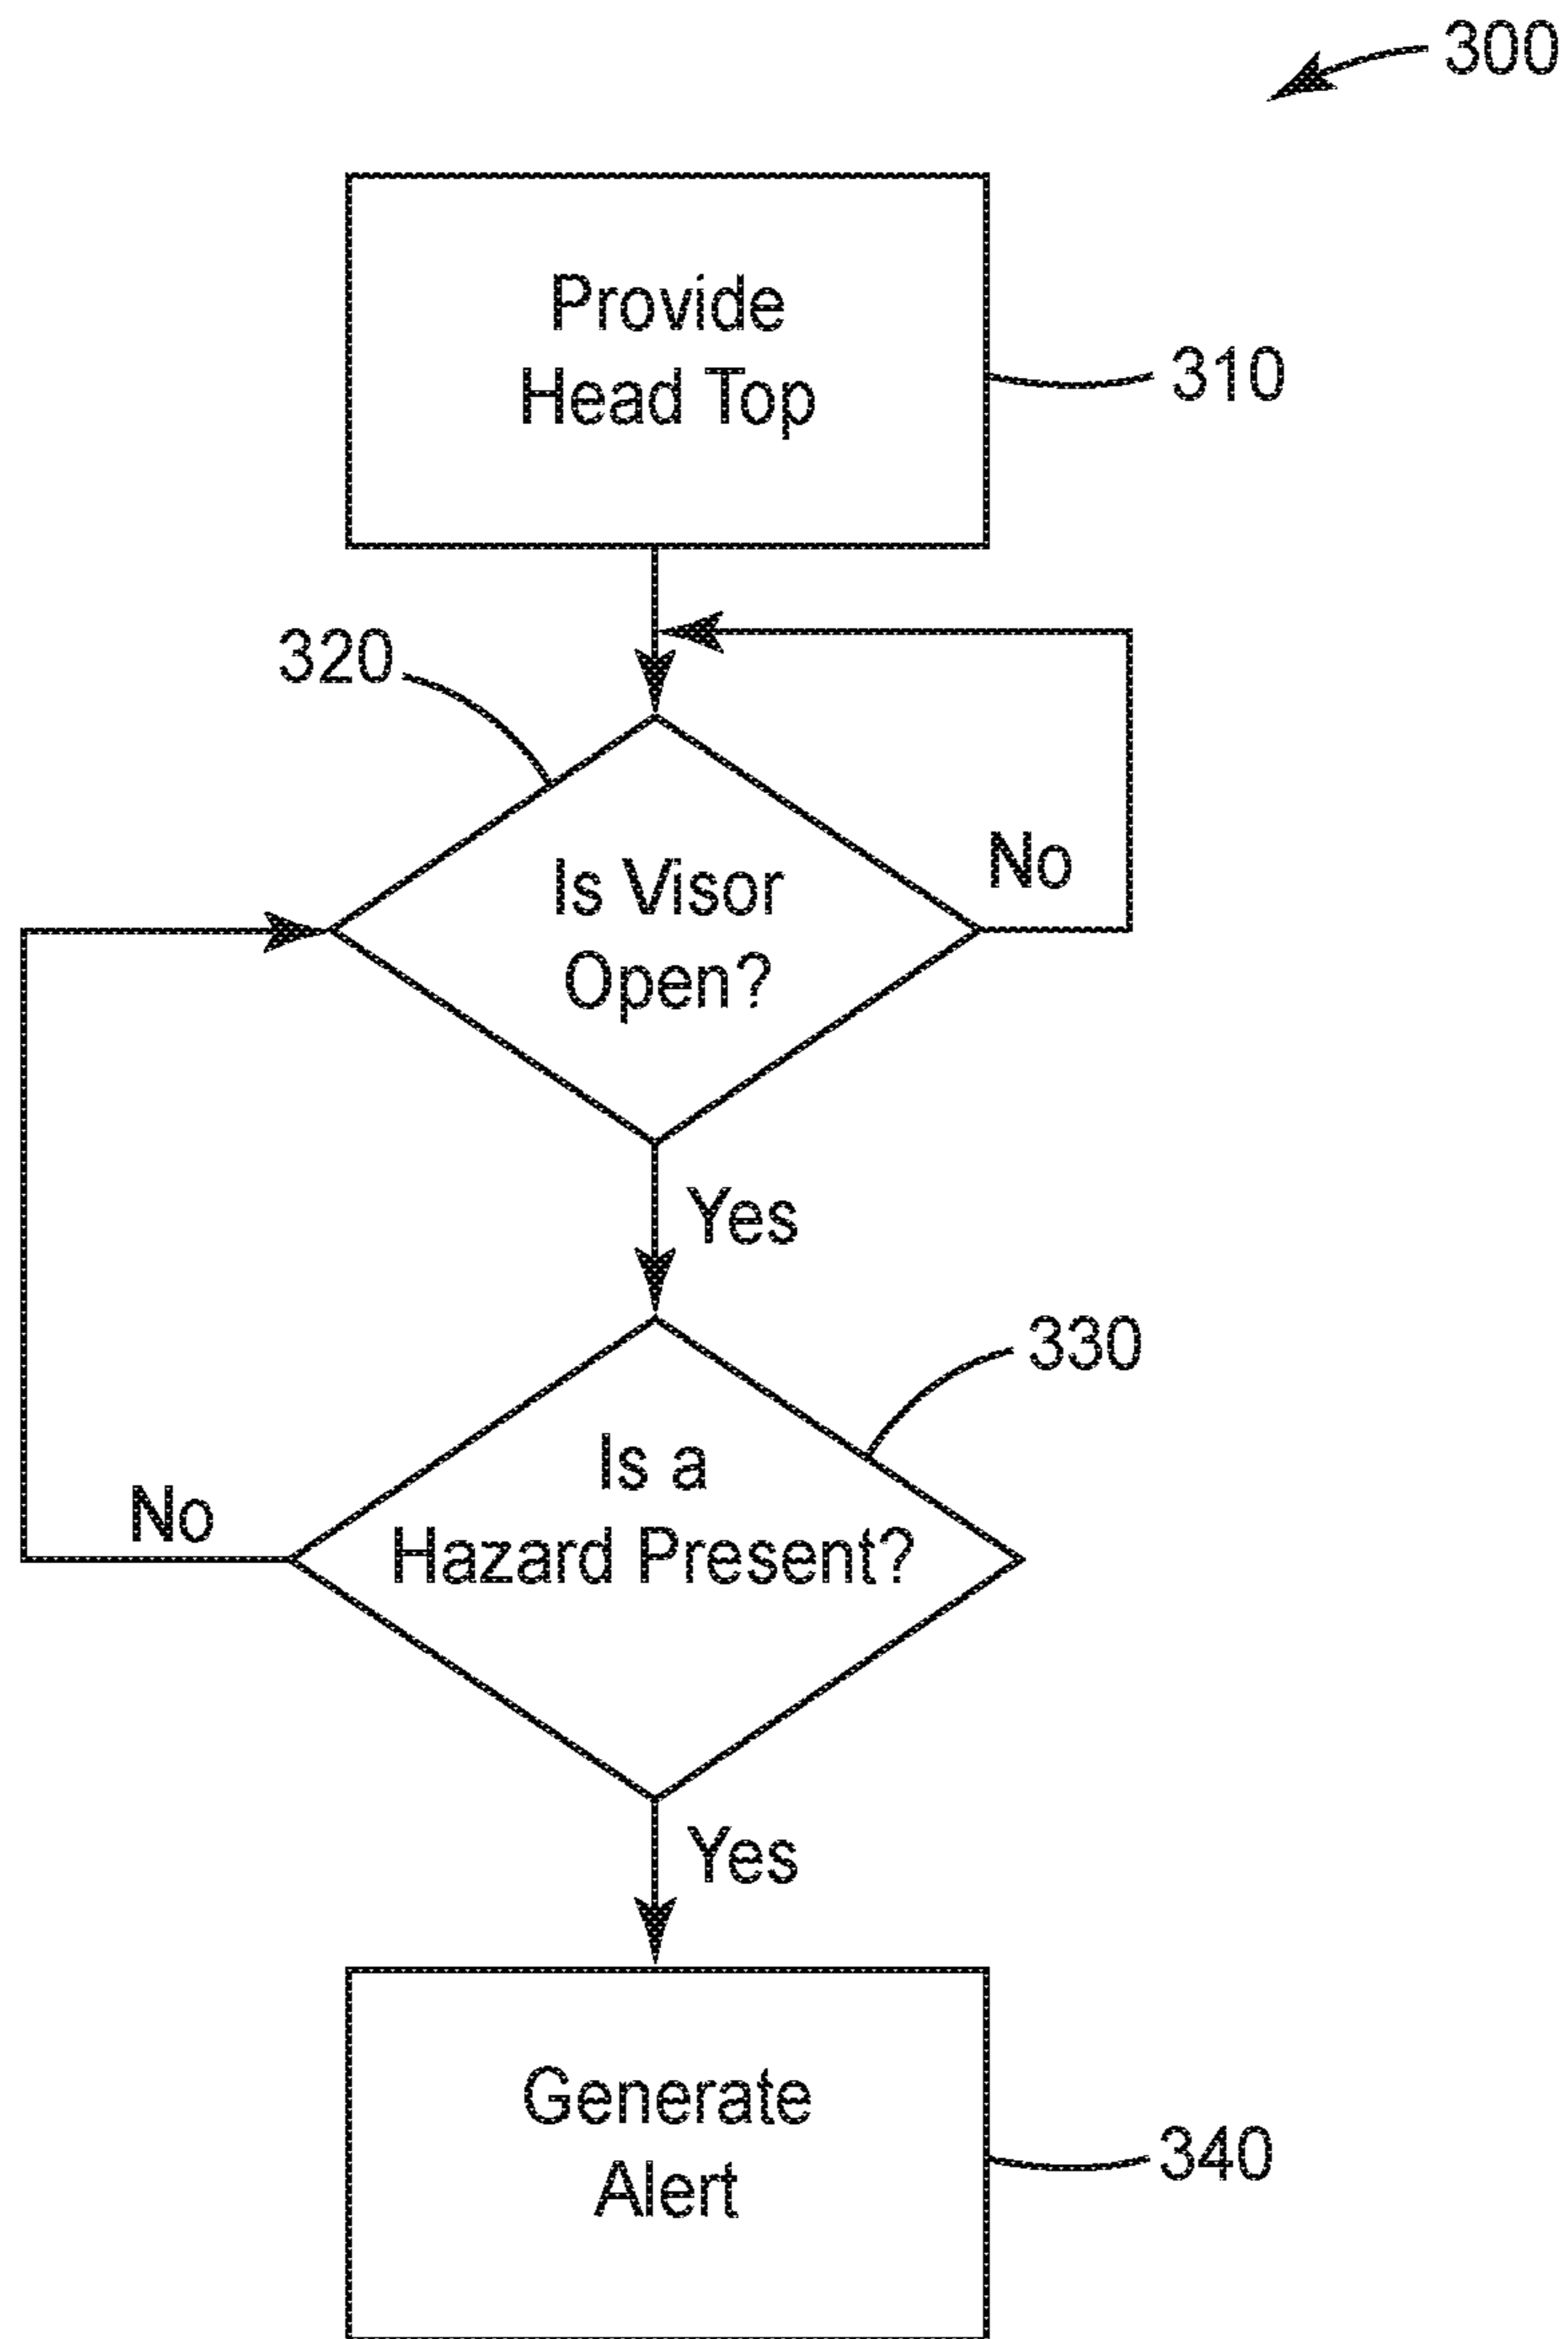 300
Provide
Head Top
310
320
Is Visor
Open?
No
Yes
330
Is a
Hazard Present?
No
Yes
Generate
Alert
340